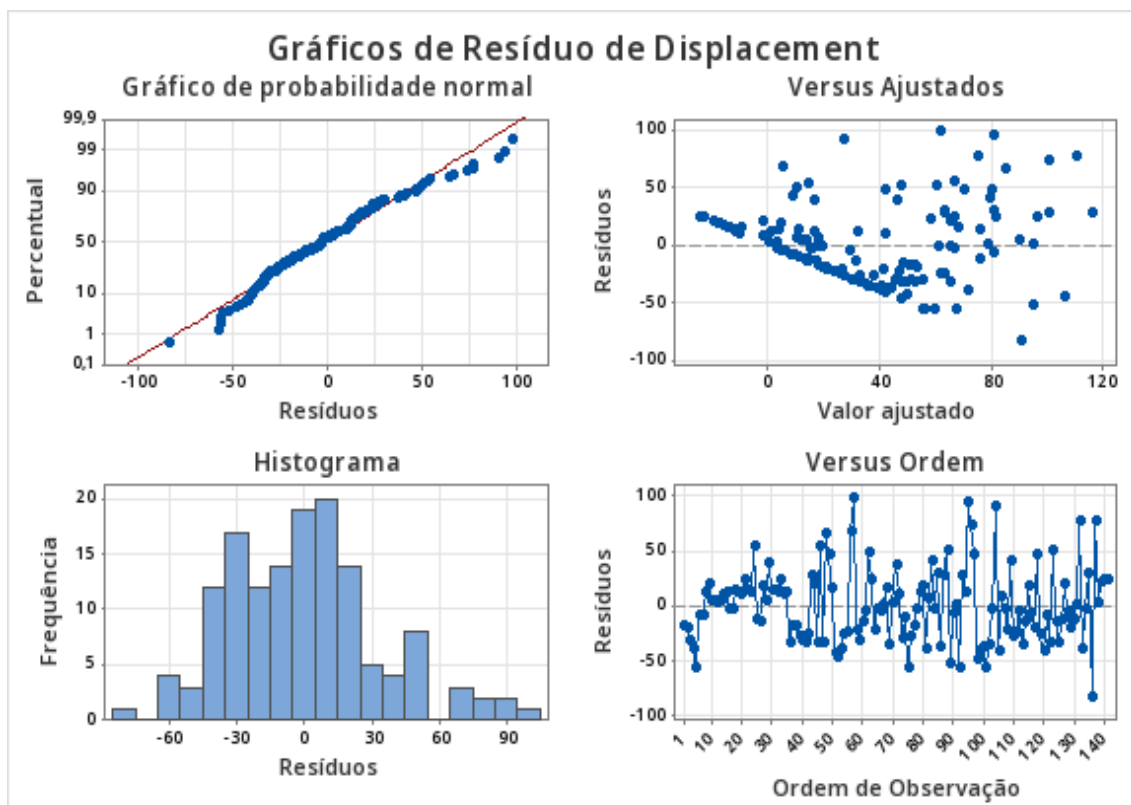 Gráficos de Resíduo de Displacement
Gráfico de probabilidade normal
99,9
99
90
50
10
1
0,1
Percentual
-100 -50 0 50 100
Resíduos
Versus Ajustados
100
50
0
-50
-100
Resíduos
0 40 80 120
Valor ajustado
Histograma
20
15
10
5
0
Frequência
-60 -30 0 30 60 90
Resíduos
Versus Ordem
100
50
0
-50
-100
Resíduos
1 10 20 30 40 50 60 70 80 90 100 110 120 130 140
Ordem de Observação